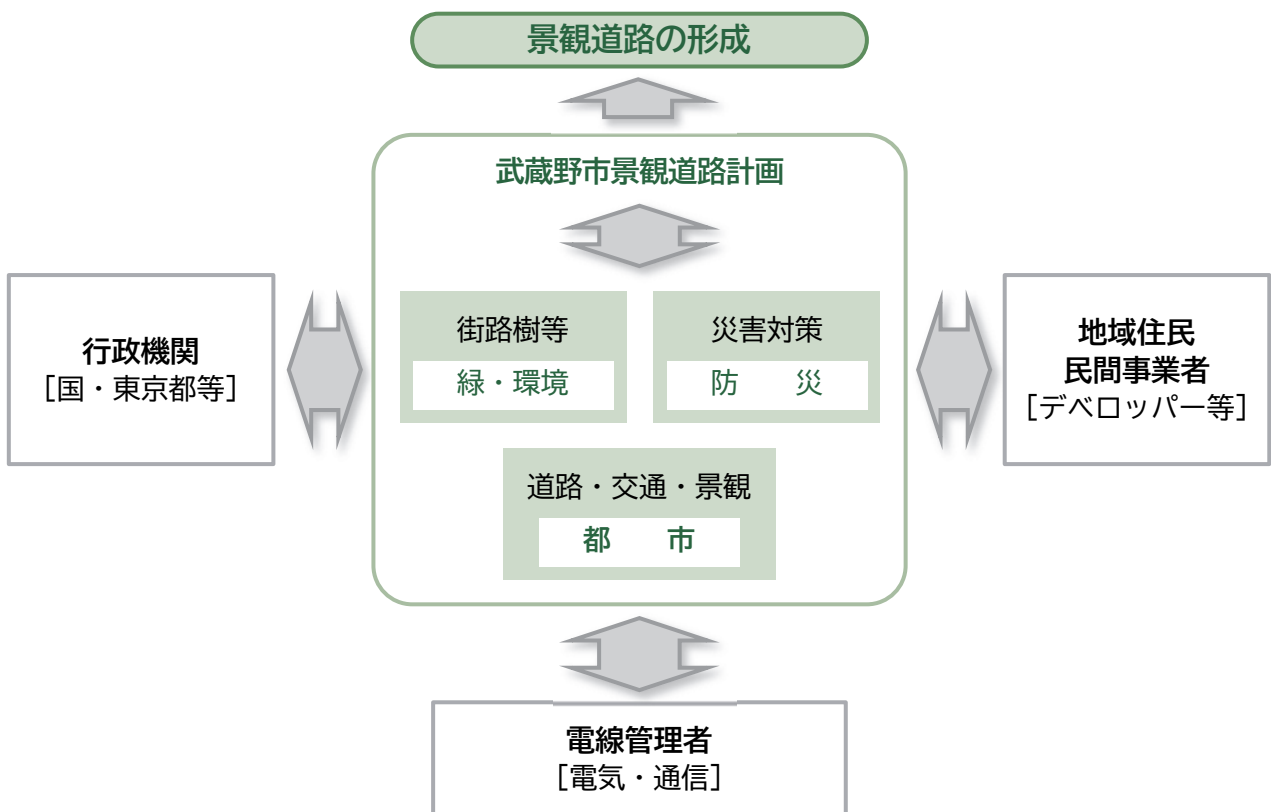 景観道路の形成
武蔵野市景観道路計画
行政機関
[国・東京都等]
街路樹等
緑・環境
災害対策
防　　災
道路・交通・景観
都　　市
地域住民
民間事業者
[デベロッパー等]
電線管理者
[電気・通信]